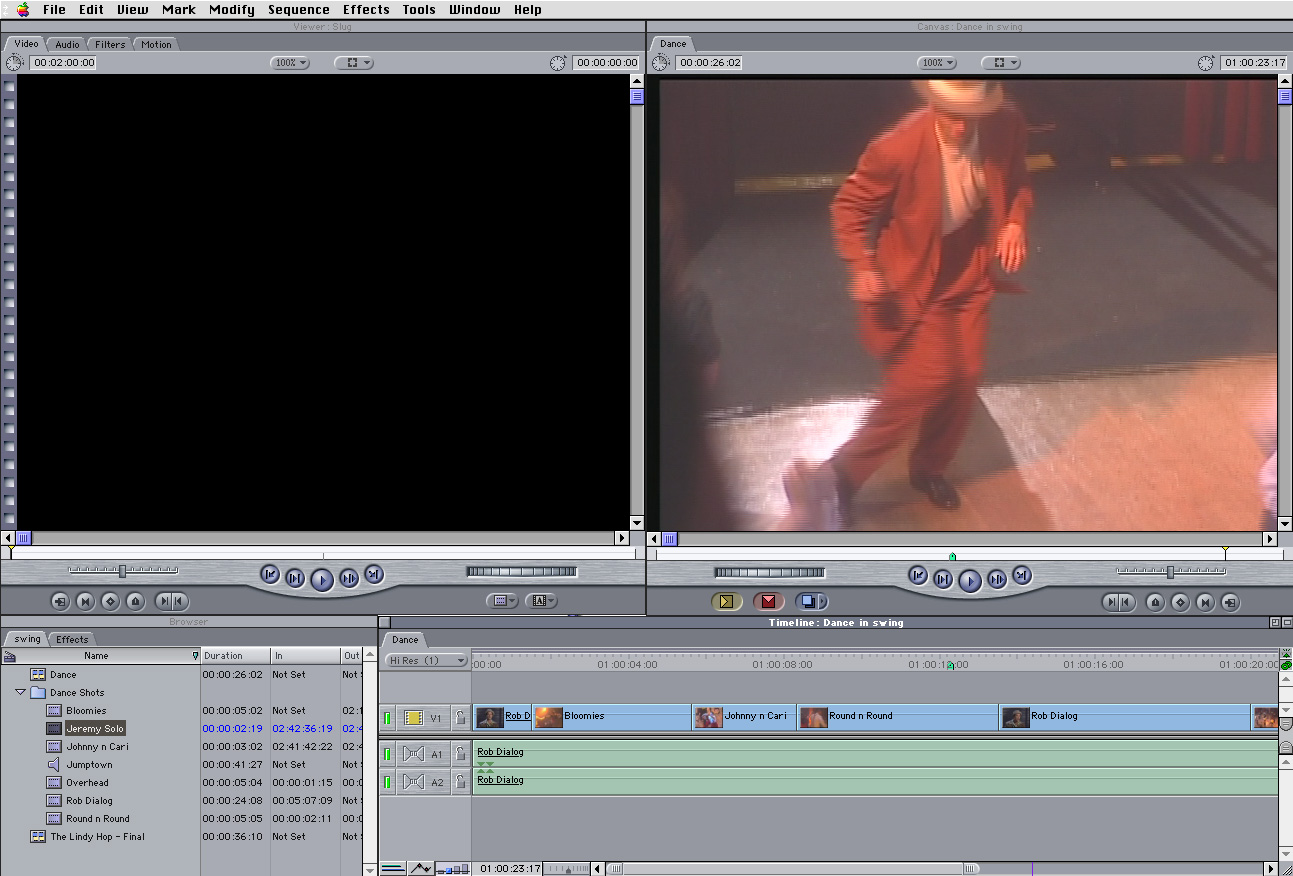 File Edit View Mark Modify Sequence Effects Tools Window Help
Viewer: Slug
Canvas: Dance in swing
Video Audio Filters Motion
Dance
00:02:00:00 100% 00:00:00:00
00:00:26:02 100% 01:00:23:17
Browser
Timeline: Dance in swing
swing Effects
Dance
Name Duration In Out
Hi Res (1)
:00:00 01:00:04:00 01:00:08:00 01:00:12:00 01:00:16:00 01:00:20:00
Dance 00:00:26:02 Not Set Not
Dance Shots
Bloomies 00:00:05:02 Not Set 02:1
Jeremy Solo 00:00:02:19 02:42:36:19 02:4
Johnny n Cari 00:00:03:02 02:41:42:22 02:4
Jumptown 00:00:41:27 Not Set Not
Overhead 00:00:05:04 00:00:01:15 00:0
Rob Dialog 00:00:24:08 00:05:07:09 Not
Round n Round 00:00:05:05 00:00:02:11 00:0
The Lindy Hop - Final 00:00:36:10 Not Set Not
V1 Rob D Bloomies Johnny n Cari Round n Round Rob Dialog
A1 Rob Dialog
A2 Rob Dialog
01:00:23:17